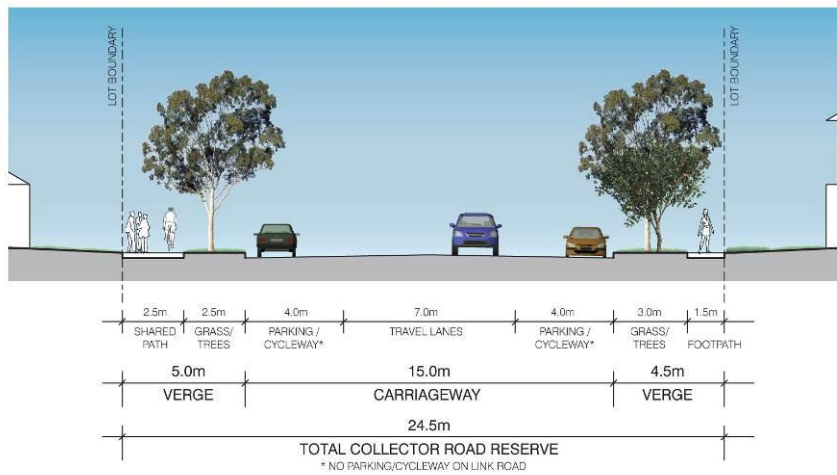 LOT BOUNDARY
LOT BOUNDARY
2.5m 2.5m 4.0m 7.0m 4.0m 3.0m 1.5m
SHARED PATH GRASS/ TREES PARKING / CYCLEWAY* TRAVEL LANES PARKING / CYCLEWAY* GRASS/ TREES FOOTPATH
5.0m 15.0m 4.5m
VERGE CARRIAGEWAY VERGE
24.5m
TOTAL COLLECTOR ROAD RESERVE
* NO PARKING/CYCLEWAY ON LINK ROAD